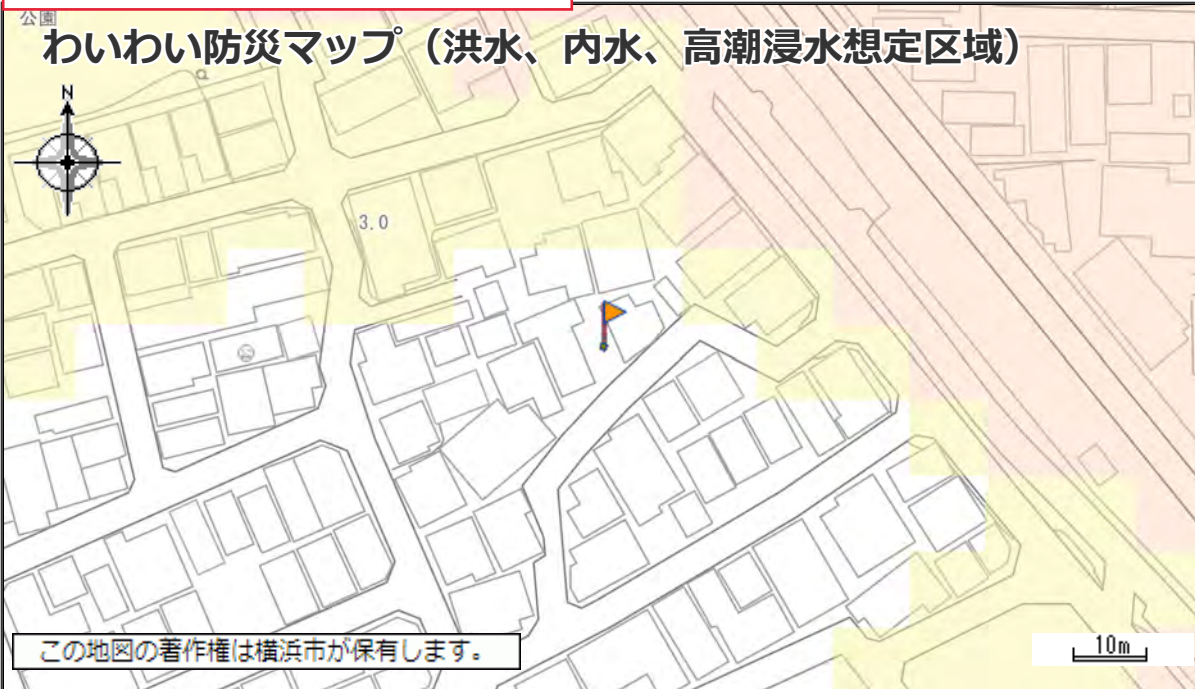 公園
わいわい防災マップ（洪水、内水、高潮浸水想定区域）
N
3.0
この地図の著作権は横浜市が保有します。
10m